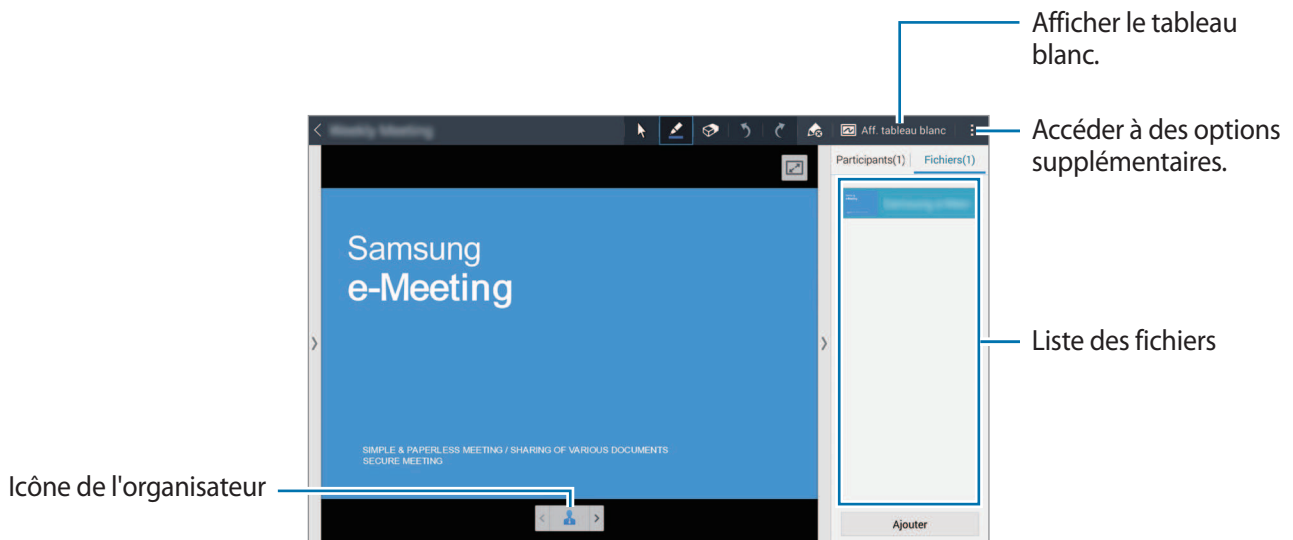 Afficher le tableau
blanc.
Aff. tableau blanc
Accéder à des options
supplémentaires.
Participants(1)
Fichiers(1)
Samsung
e-Meeting
Liste des fichiers
SIMPLE & PAPERLESS MEETING / SHARING OF VARIOUS DOCUMENTS
SECURE MEETING
Icône de l'organisateur
Ajouter